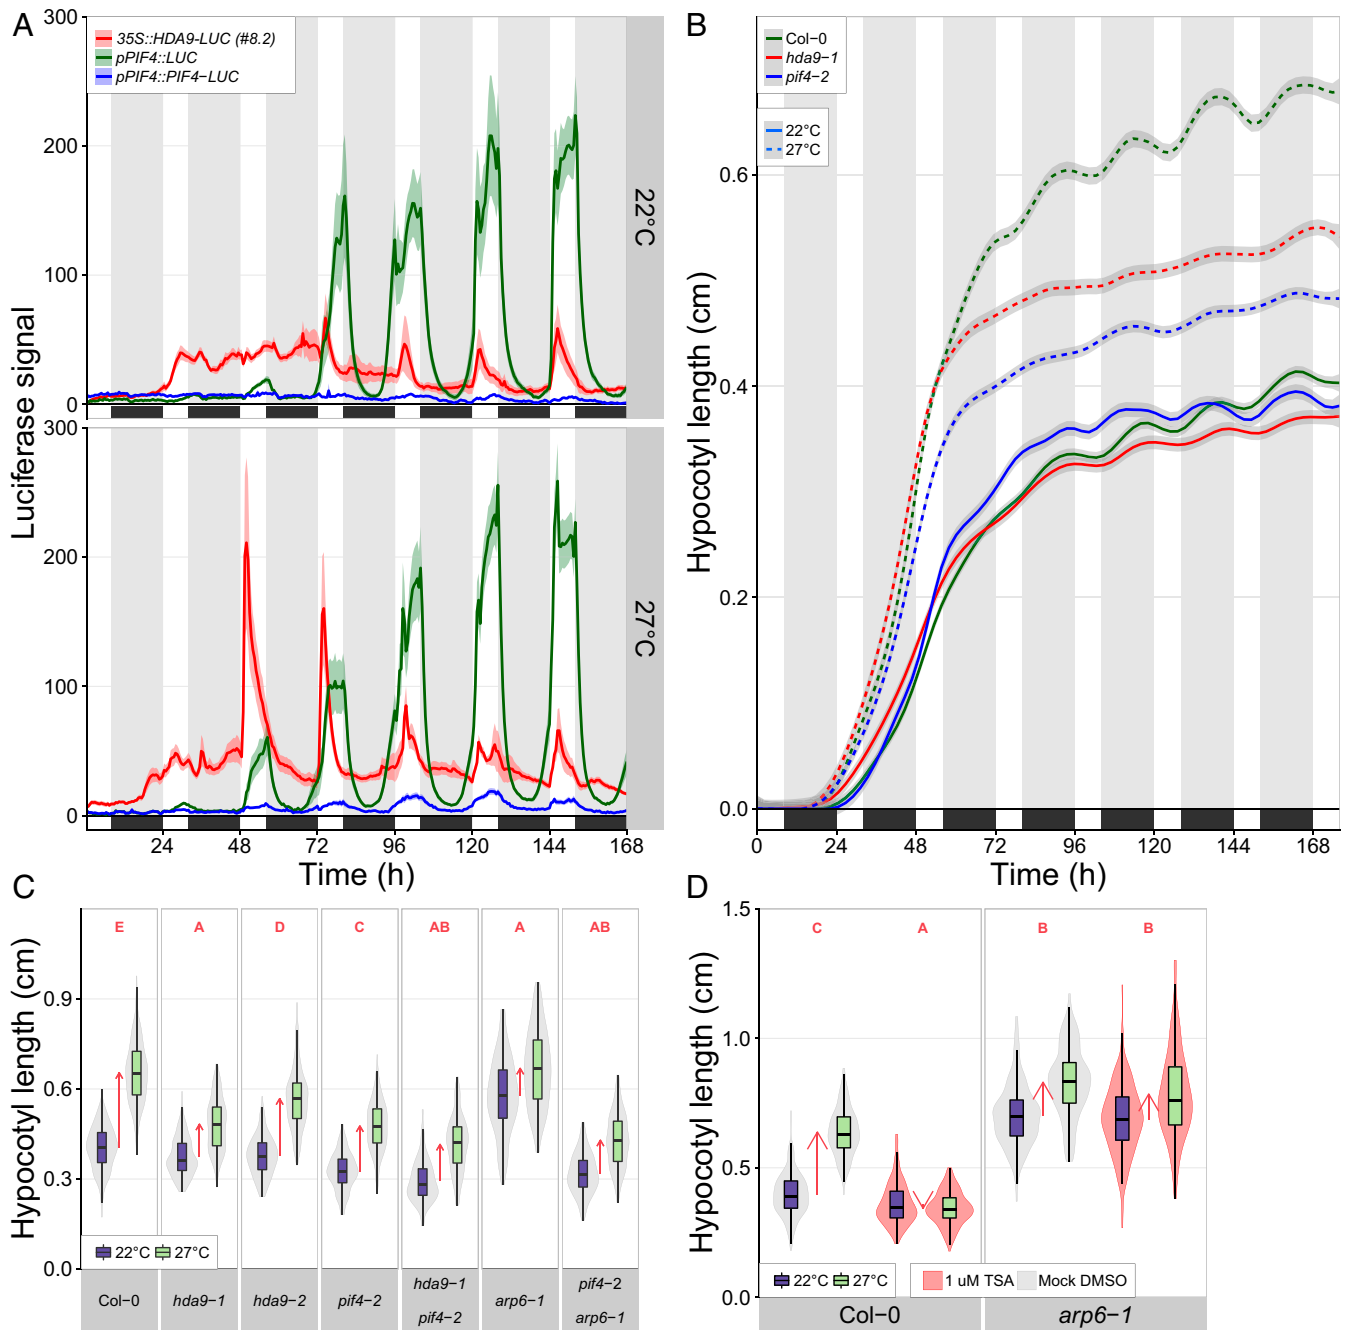 A
300
35S::HDA9-LUC (#8.2)
pPIF4::LUC
pPIF4::PIF4−LUC
200
100
0
22°C
Luciferase signal
300
200
100
0
27°C
24 48 72 96 120 144 168
Time (h)
B
Col−0
hda9−1
pif4−2
22°C
27°C
0.6
0.4
0.2
0.0
Hypocotyl length (cm)
0 24 48 72 96 120 144 168
Time (h)
C
E A D C AB A AB
0.9
0.6
0.3
0.0
Hypocotyl length (cm)
22°C 27°C
Col−0 hda9−1 hda9−2 pif4−2 hda9−1 pif4−2 arp6−1 pif4−2 arp6−1
D
1.5
C A B B
1.0
0.5
0.0
Hypocotyl length (cm)
22°C 27°C 1 uM TSA Mock DMSO
Col−0 arp6−1